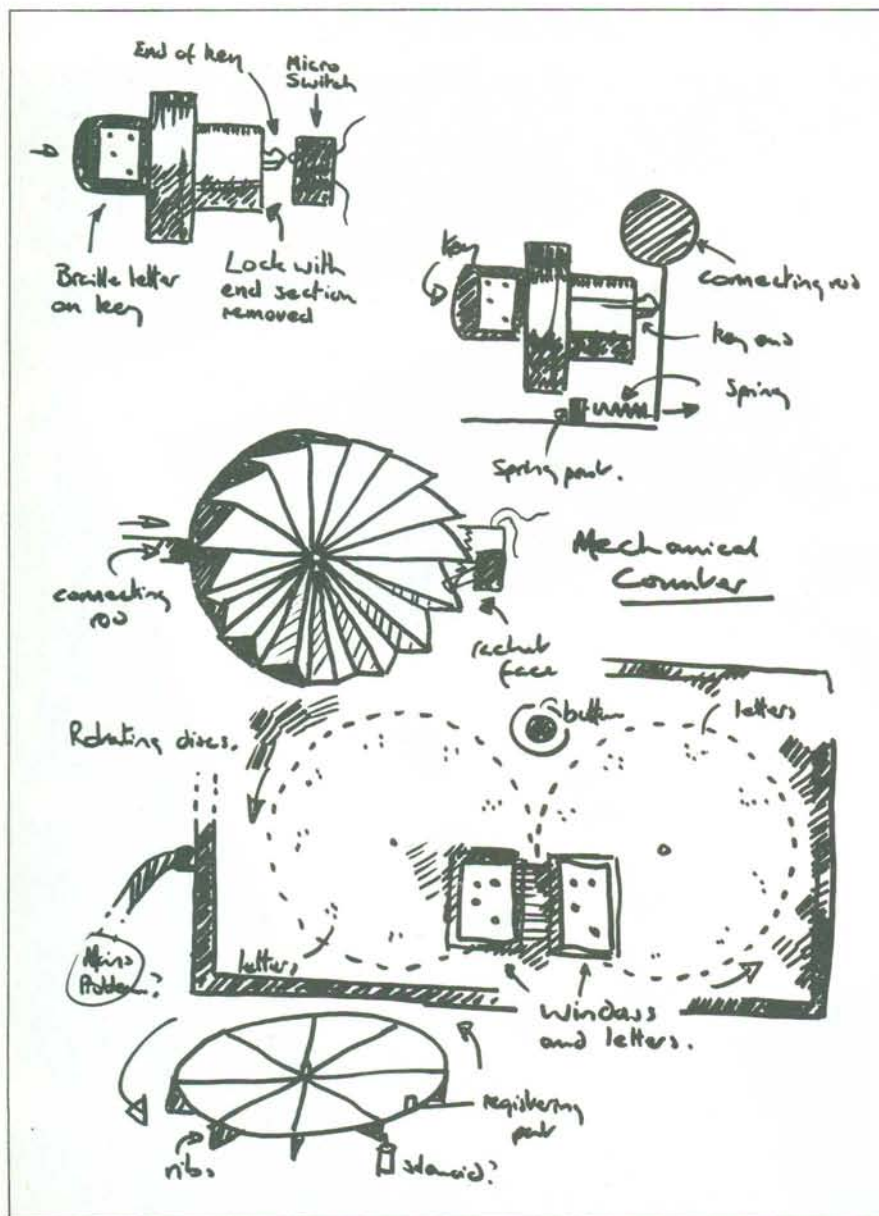 End of key
Micro
Switch
Braille letter
on key
Lock with
end section
removed
key
connecting rod
key end
Spring
Spring post.
Mechanical
Counter
connecting
rod
rachet
face
Rotating discs.
button
letters
letters
Mains
Problem?
Windows
and letters.
registering
post
ribs
solenoid?